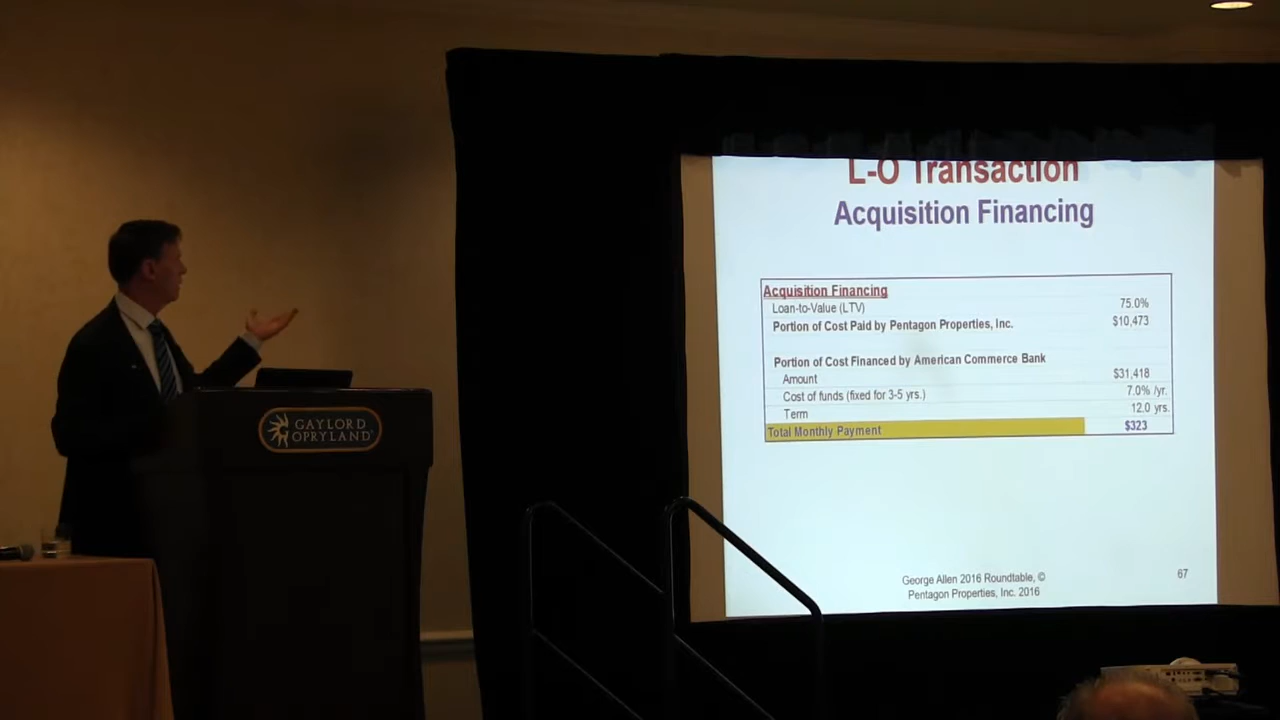 GAYLORD
OPRYLAND
L-O Transaction
Acquisition Financing
Acquisition Financing
Loan-to-Value (LTV) 75.0%
Portion of Cost Paid by Pentagon Properties, Inc. $10,473
Portion of Cost Financed by American Commerce Bank
Amount $31,418
Cost of funds (fixed for 3-5 yrs.) 7.0% /yr.
Term 12.0 yrs.
Total Monthly Payment $323
George Allen 2016 Roundtable, ©
Pentagon Properties, Inc. 2016
67